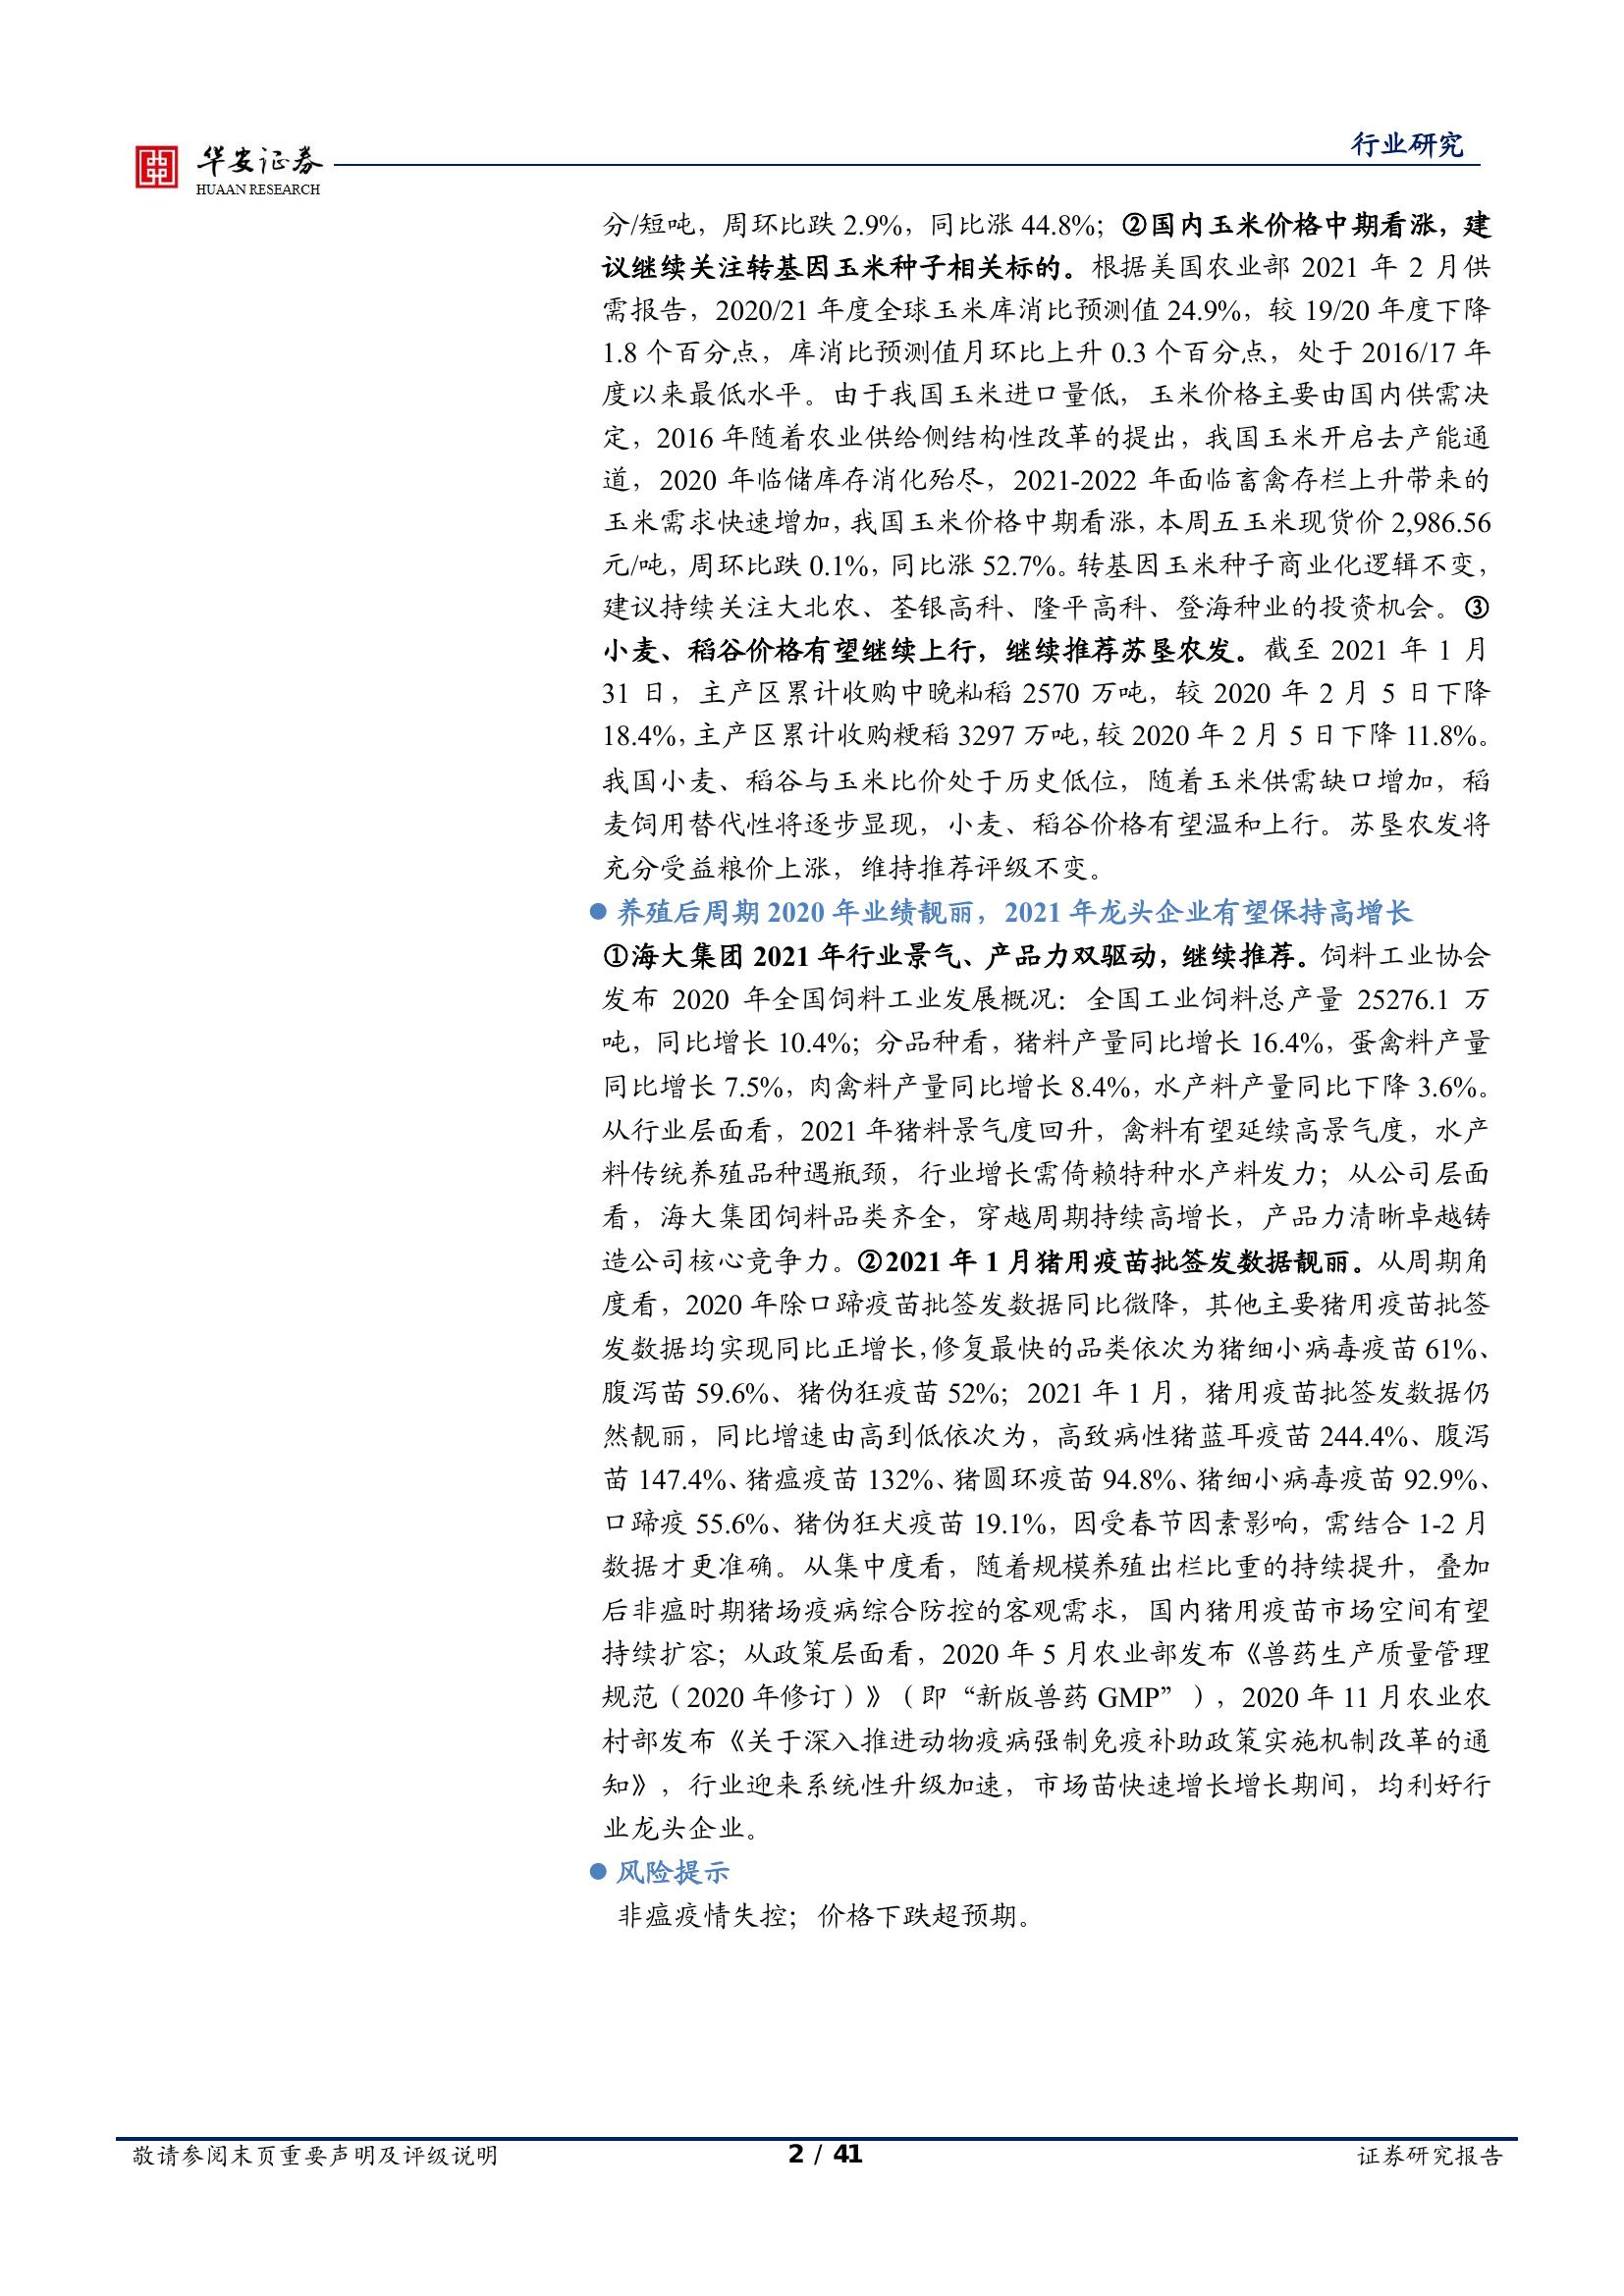 华安证券
HUAAN RESEARCH
行业研究
分/短吨，周环比跌 2.9%，同比涨 44.8%；②国内玉米价格中期看涨，建
议继续关注转基因玉米种子相关标的。根据美国农业部 2021 年 2 月供
需报告，2020/21 年度全球玉米库消比预测值 24.9%，较 19/20 年度下降
1.8 个百分点，库消比预测值月环比上升 0.3 个百分点，处于 2016/17 年
度以来最低水平。由于我国玉米进口量低，玉米价格主要由国内供需决
定，2016 年随着农业供给侧结构性改革的提出，我国玉米开启去产能通
道，2020 年临储库存消化殆尽，2021-2022 年面临畜禽存栏上升带来的
玉米需求快速增加，我国玉米价格中期看涨，本周五玉米现货价 2,986.56
元/吨，周环比跌 0.1%，同比涨 52.7%。转基因玉米种子商业化逻辑不变，
建议持续关注大北农、荃银高科、隆平高科、登海种业的投资机会。③
小麦、稻谷价格有望继续上行，继续推荐苏垦农发。截至 2021 年 1 月
31 日，主产区累计收购中晚籼稻 2570 万吨，较 2020 年 2 月 5 日下降
18.4%，主产区累计收购粳稻 3297 万吨，较 2020 年 2 月 5 日下降 11.8%。
我国小麦、稻谷与玉米比价处于历史低位，随着玉米供需缺口增加，稻
麦饲用替代性将逐步显现，小麦、稻谷价格有望温和上行。苏垦农发将
充分受益粮价上涨，维持推荐评级不变。
● 养殖后周期 2020 年业绩靓丽，2021 年龙头企业有望保持高增长
①海大集团 2021 年行业景气、产品力双驱动，继续推荐。饲料工业协会
发布 2020 年全国饲料工业发展概况：全国工业饲料总产量 25276.1 万
吨，同比增长 10.4%；分品种看，猪料产量同比增长 16.4%，蛋禽料产量
同比增长 7.5%，肉禽料产量同比增长 8.4%，水产料产量同比下降 3.6%。
从行业层面看，2021 年猪料景气度回升，禽料有望延续高景气度，水产
料传统养殖品种遇瓶颈，行业增长需倚赖特种水产料发力；从公司层面
看，海大集团饲料品类齐全，穿越周期持续高增长，产品力清晰卓越铸
造公司核心竞争力。②2021 年 1 月猪用疫苗批签发数据靓丽。从周期角
度看，2020 年除口蹄疫苗批签发数据同比微降，其他主要猪用疫苗批签
发数据均实现同比正增长，修复最快的品类依次为猪细小病毒疫苗 61%、
腹泻苗 59.6%、猪伪狂疫苗 52%；2021 年 1 月，猪用疫苗批签发数据仍
然靓丽，同比增速由高到低依次为，高致病性猪蓝耳疫苗 244.4%、腹泻
苗 147.4%、猪瘟疫苗 132%、猪圆环疫苗 94.8%、猪细小病毒疫苗 92.9%、
口蹄疫 55.6%、猪伪狂犬疫苗 19.1%，因受春节因素影响，需结合 1-2 月
数据才更准确。从集中度看，随着规模养殖出栏比重的持续提升，叠加
后非瘟时期猪场疫病综合防控的客观需求，国内猪用疫苗市场空间有望
持续扩容；从政策层面看，2020 年 5 月农业部发布《兽药生产质量管理
规范（2020 年修订）》（即“新版兽药 GMP”），2020 年 11 月农业农
村部发布《关于深入推进动物疫病强制免疫补助政策实施机制改革的通
知》，行业迎来系统性升级加速，市场苗快速增长增长期间，均利好行
业龙头企业。
● 风险提示
非瘟疫情失控；价格下跌超预期。
敬请参阅末页重要声明及评级说明
2 / 41
证券研究报告